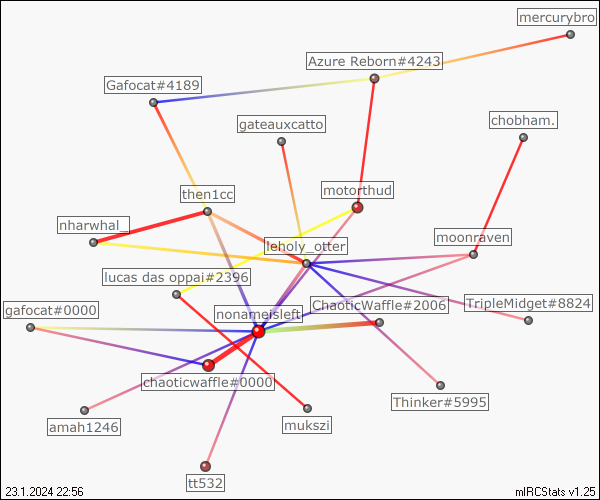 mercurybro
Azure Reborn#4243
Gafocat#4189
gateauxcatto
chobham.
then1cc
motorthud
nharwhal_
leholy_otter
moonraven
lucas das oppai#2396
gafocat#0000
nonameisleft
ChaoticWaffle#2006
TripleMidget#8824
chaoticwaffle#0000
Thinker#5995
amah1246
mukszi
tt532
23.1.2024 22:56
mIRCStats v1.25